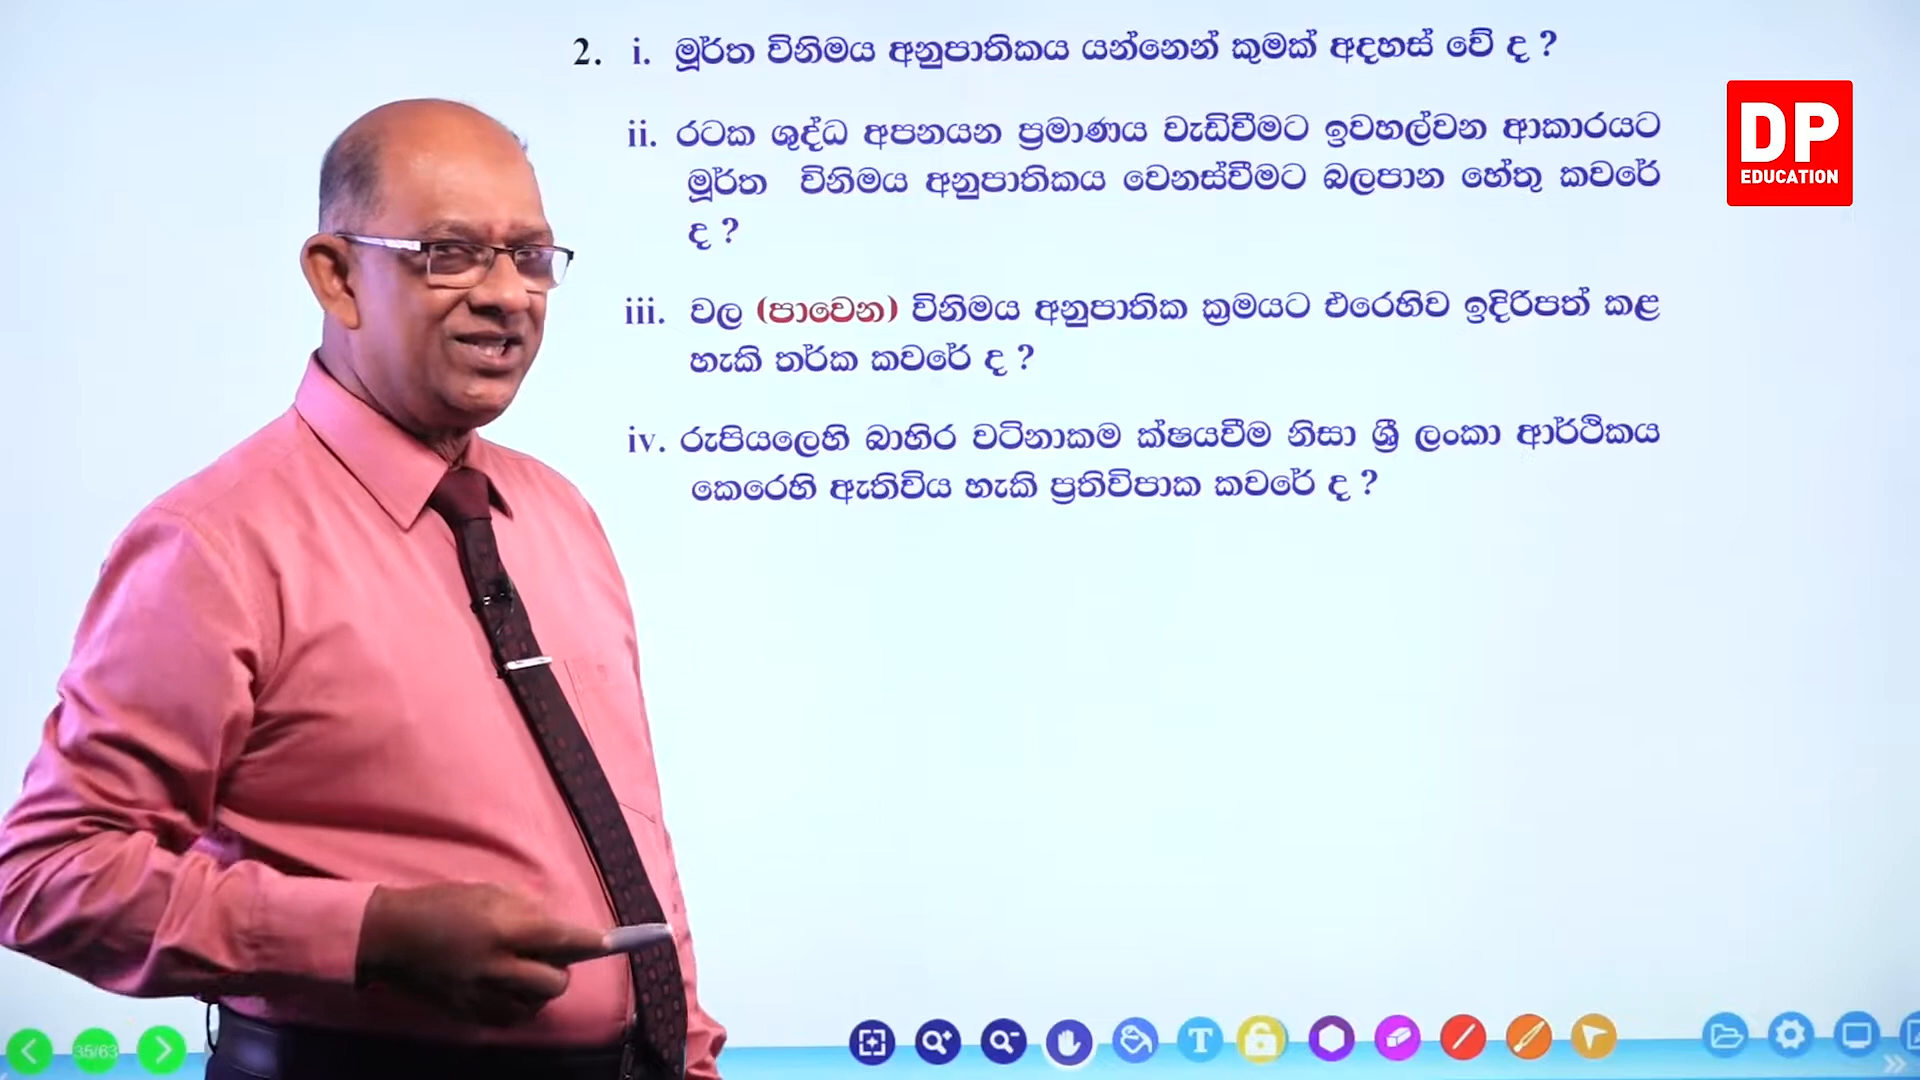 2. i. මූර්ත විනිමය අනුපාතිකය යන්නෙන් කුමක් අදහස් වේ ද ?
ii. රටක ශුද්ධ අපනයන ප්‍රමාණය වැඩිවීමට ඉවහල්වන ආකාරයට
මූර්ත විනිමය අනුපාතිකය වෙනස්වීමට බලපාන හේතු කවරේ
ද ?
iii. වල (පාවෙන) විනිමය අනුපාතික ක්‍රමයට එරෙහිව ඉදිරිපත් කළ
හැකි තර්ක කවරේ ද ?
iv. රුපියලෙහි බාහිර වටිනාකම ක්ෂයවීම නිසා ශ්‍රී ලංකා ආර්ථිකය
කෙරෙහි ඇතිවිය හැකි ප්‍රතිවිපාක කවරේ ද ?
DP
EDUCATION
35/63
T